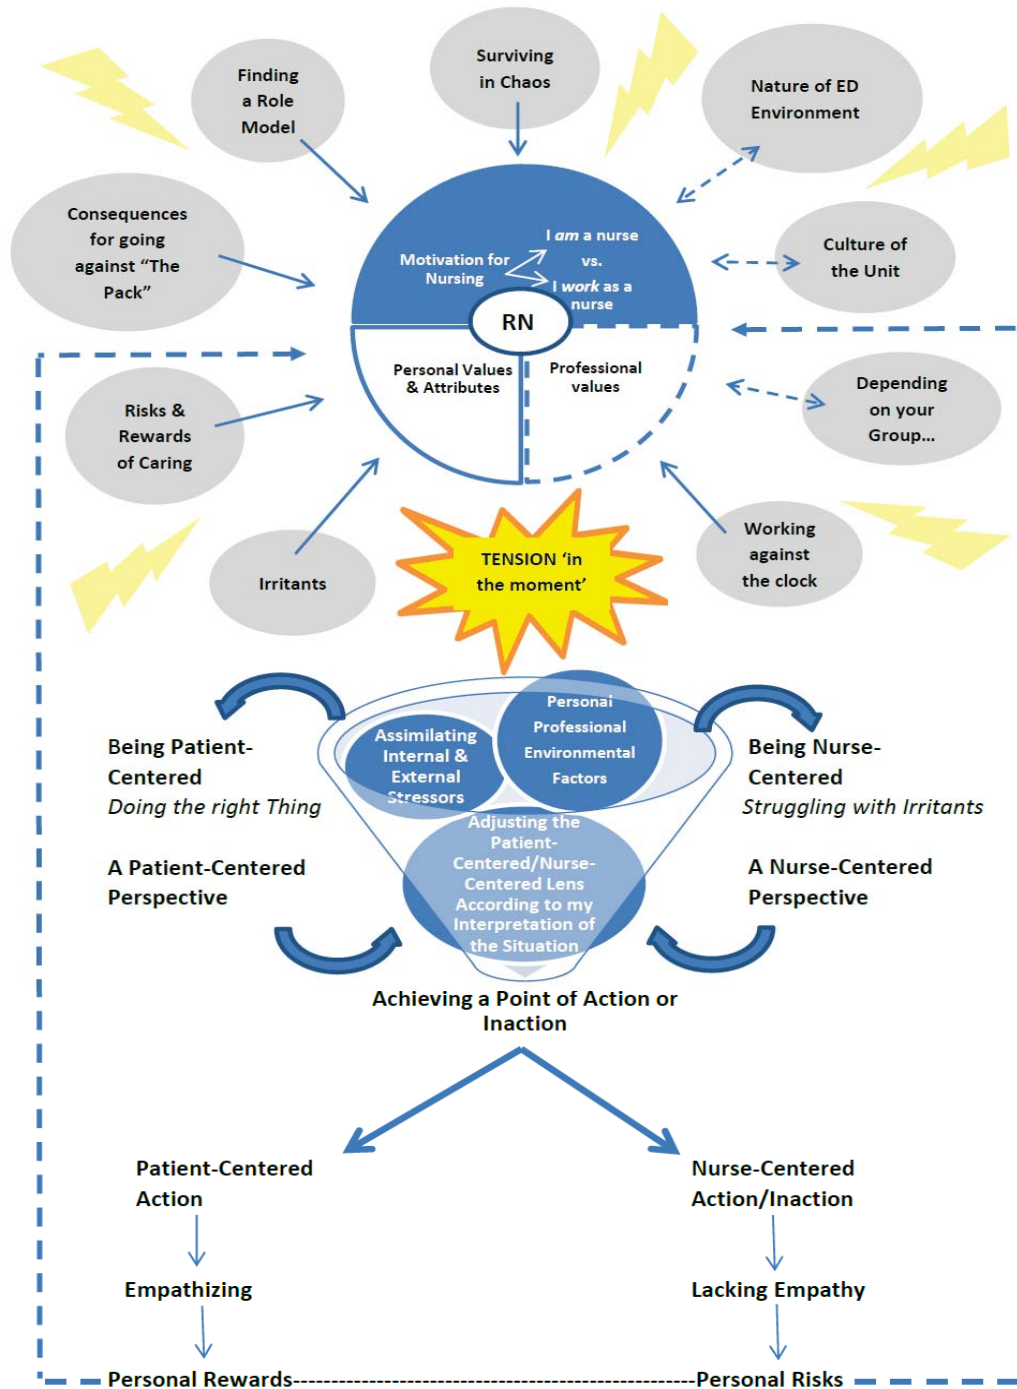 Surviving
in Chaos
Finding
a Role
Model
Nature of ED
Environment
Consequences
for going
against “The
Pack”
Culture of
the Unit
Motivation for
Nursing
I am a nurse
vs.
I work as a
nurse
RN
Personal Values
& Attributes
Professional
values
Risks &
Rewards
of Caring
Depending
on your
Group...
Irritants
Working
against
the clock
TENSION ‘in
the moment’
Being Patient-
Centered
Doing the right Thing
A Patient-Centered
Perspective
Assimilating
Internal &
External
Stressors
Personal
Professional
Environmental
Factors
Adjusting the
Patient-
Centered/Nurse-
Centered Lens
According to my
Interpretation of
the Situation
Being Nurse-
Centered
Struggling with Irritants
A Nurse-Centered
Perspective
Achieving a Point of Action or
Inaction
Patient-Centered
Action
Nurse-Centered
Action/Inaction
Empathizing
Lacking Empathy
Personal Rewards
Personal Risks